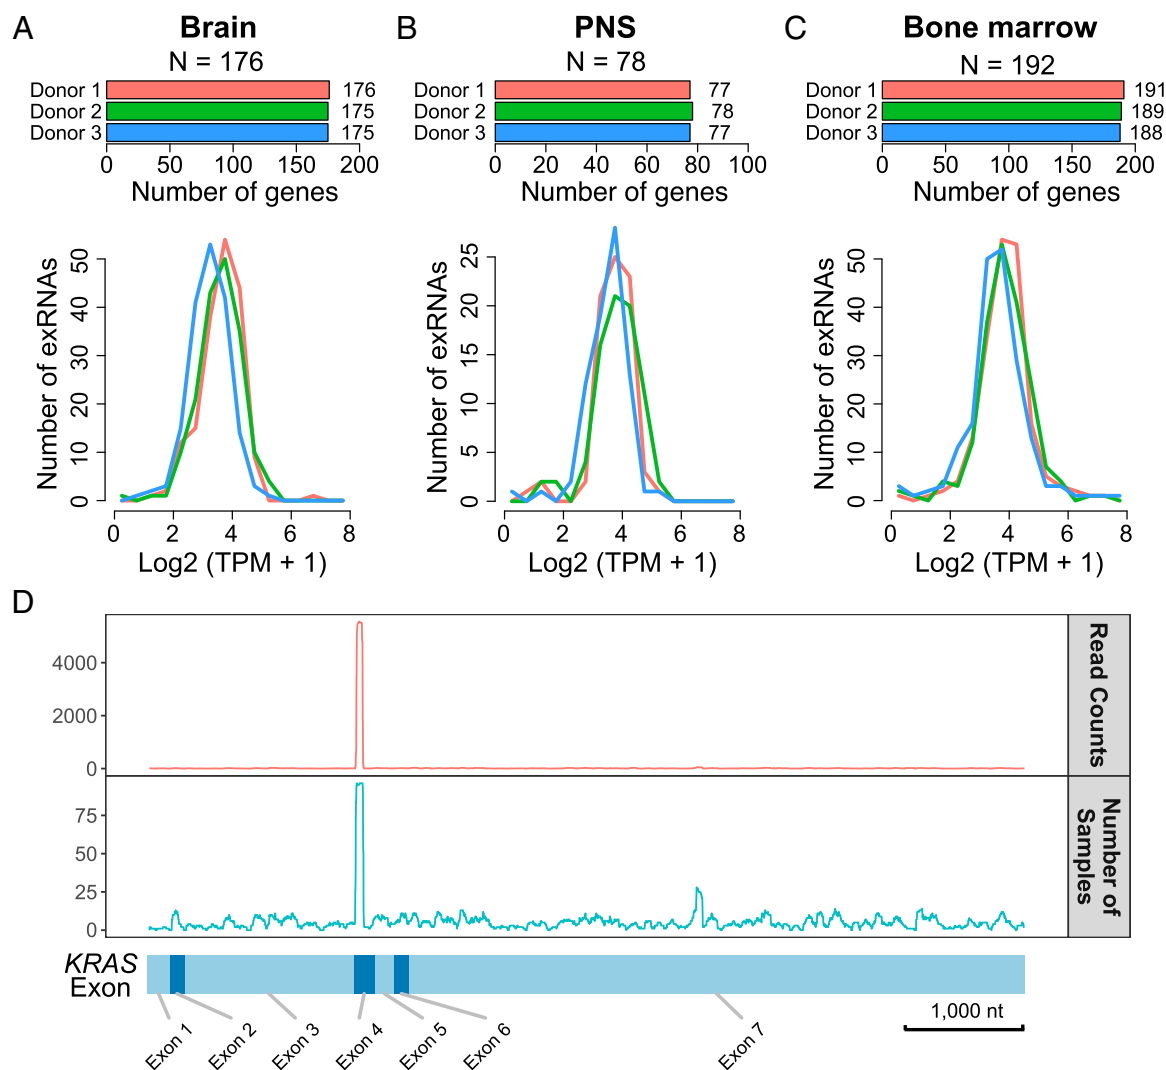 A
Brain
N = 176
Donor 1
176
Donor 2
175
Donor 3
175
0 50 100 150 200
Number of genes
Number of exRNAs
50
40
30
20
10
0
0 2 4 6 8
Log2 (TPM + 1)
B
PNS
N = 78
Donor 1
77
Donor 2
78
Donor 3
77
0 20 40 60 80 100
Number of genes
Number of exRNAs
25
20
15
10
5
0
0 2 4 6 8
Log2 (TPM + 1)
C
Bone marrow
N = 192
Donor 1
191
Donor 2
189
Donor 3
188
0 50 100 150 200
Number of genes
Number of exRNAs
50
40
30
20
10
0
0 2 4 6 8
Log2 (TPM + 1)
D
4000
2000
0
Read Counts
75
50
25
0
Number of
Samples
KRAS
Exon
Exon 1
Exon 2
Exon 3
Exon 4
Exon 5
Exon 6
Exon 7
1,000 nt